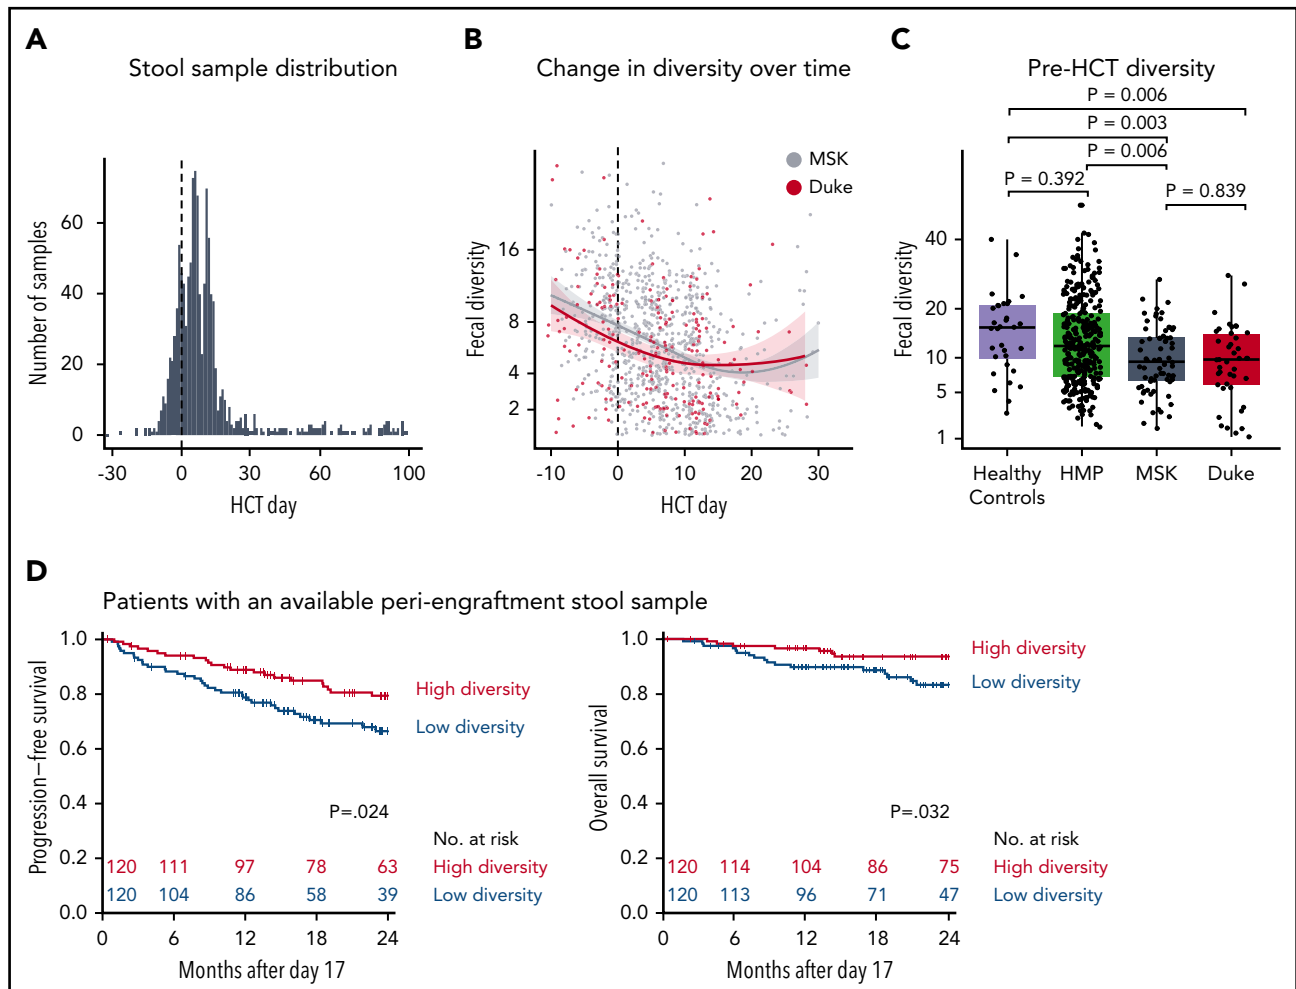 A
Stool sample distribution
Number of samples
60
40
20
0
-30 0 30 60 100
HCT day
B
Change in diversity over time
MSK
Duke
Fecal diversity
16
8
4
2
-10 0 10 20 30
HCT day
C
Pre-HCT diversity
P = 0.006
P = 0.003
P = 0.006
P = 0.392
P = 0.839
Fecal diversity
40
20
10
5
1
Healthy Controls HMP MSK Duke
D
Patients with an available peri-engraftment stool sample
Progression–free survival
1.0
0.8
0.6
0.4
0.2
0.0
High diversity
Low diversity
P=.024
No. at risk
120 111 97 78 63 High diversity
120 104 86 58 39 Low diversity
0 6 12 18 24
Months after day 17
Overall survival
1.0
0.8
0.6
0.4
0.2
0.0
High diversity
Low diversity
P=.032
No. at risk
120 114 104 86 75 High diversity
120 113 96 71 47 Low diversity
0 6 12 18 24
Months after day 17